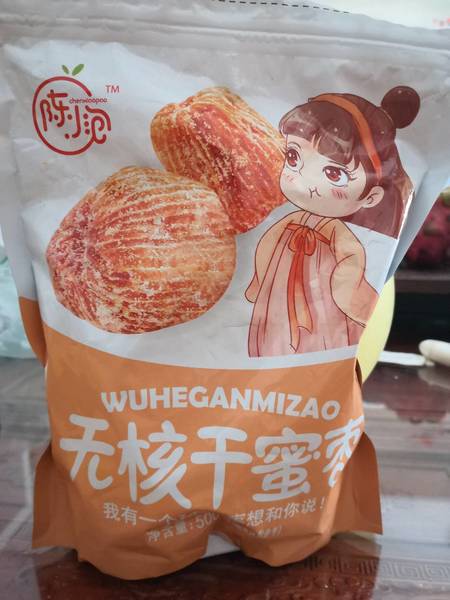 chenxiaopao
陈小泡
TM
WUHEGANMIZAO
无核干蜜枣
我有一个 想和你说！
净含量:50